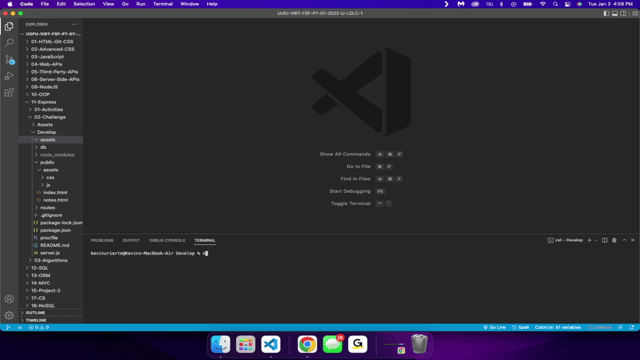 Code File Edit Selection View Go Run Terminal Window Help
Tue Jan 3 4:58 PM
UofU-VIRT-FSF-PT-07-2022-U-LOLC-1
EXPLORER
UOFU-VIRT-FSF-PT-07-...
01-HTML-Git-CSS
02-Advanced-CSS
03-JavaScript
04-Web-APIs
05-Third-Party-APIs
06-Server-Side-APIs
09-NodeJS
10-OOP
11-Express
01-Activities
02-Challenge
Assets
Develop
assets
db
node_modules
public
assets
css
js
index.html
notes.html
routes
.gitignore
package-lock.json
package.json
procfile
README.md
server.js
03-Algorithms
12-SQL
13-ORM
14-MVC
15-Project-2
17-CS
18-NoSQL
OUTLINE
TIMELINE
Show All Commands
Go to File
Find in Files
Start Debugging F5
Toggle Terminal
PROBLEMS OUTPUT DEBUG CONSOLE TERMINAL
zsh - Develop
kevinuriarte@Kevins-MacBook-Air Develop % n
0 0
Go Live Spell Colorize: 61 variables Colorize